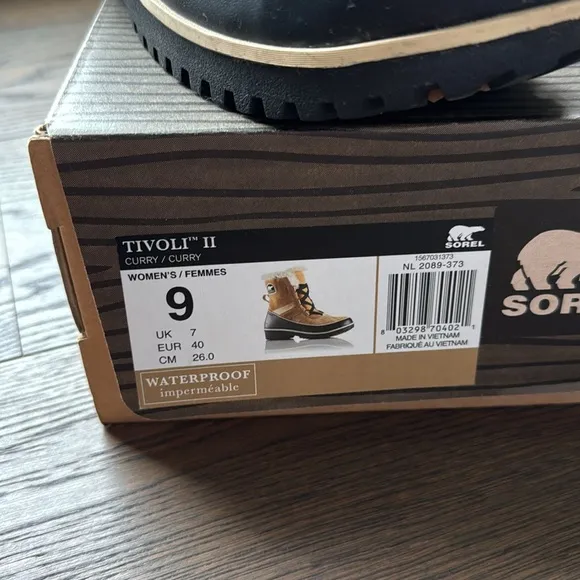 TIVOLI™ II
CURRY / CURRY
WOMEN'S / FEMMES
9
UK 7
EUR 40
CM 26.0
WATERPROOF
imperméable
SOREL
1567031373
NL 2089-373
8 03298 70402 1
MADE IN VIETNAM
FABRIQUÉ AU VIETNAM
SOREL